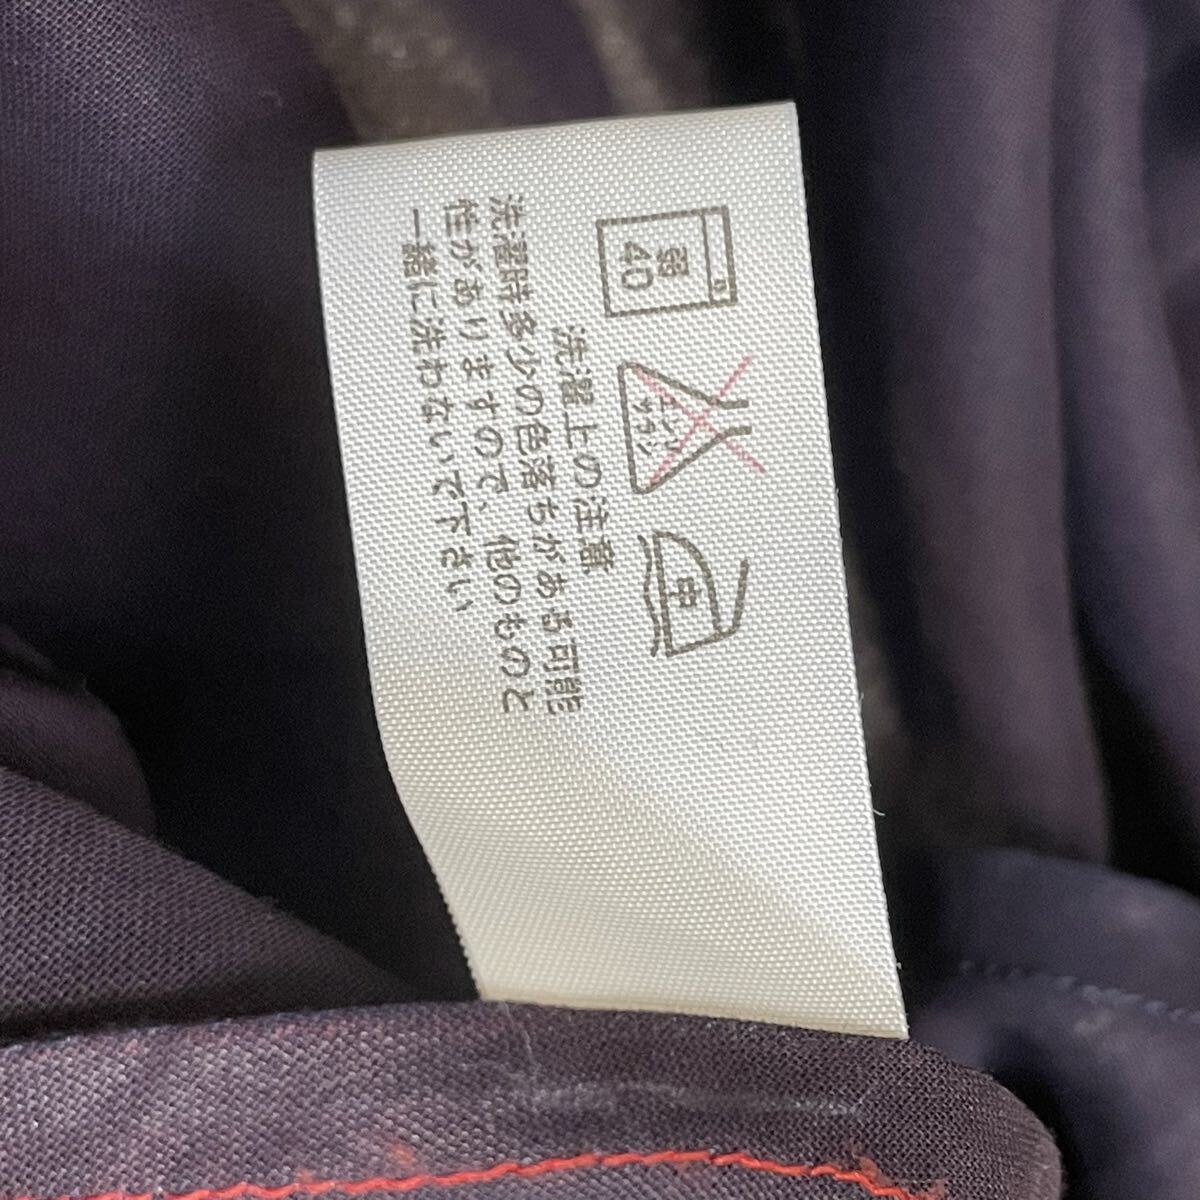 弱
40
エンソ
サラシ
中
洗濯上の注意
洗濯時多少の色落ちがある可能
性がありますので、他のものと
一緒に洗わないで下さい